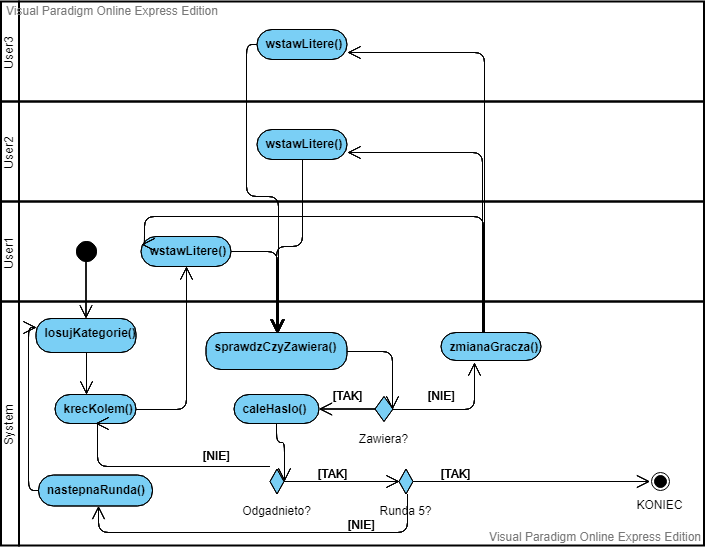 Visual Paradigm Online Express Edition
User3
wstawLitere()
User2
wstawLitere()
User1
wstawLitere()
System
losujKategorie()
sprawdzCzyZawiera()
zmianaGracza()
krecKolem()
caleHaslo()
[TAK]
[NIE]
Zawiera?
[NIE]
nastepnaRunda()
[TAK]
[TAK]
Odgadnieto?
Runda 5?
KONIEC
[NIE]
Visual Paradigm Online Express Edition